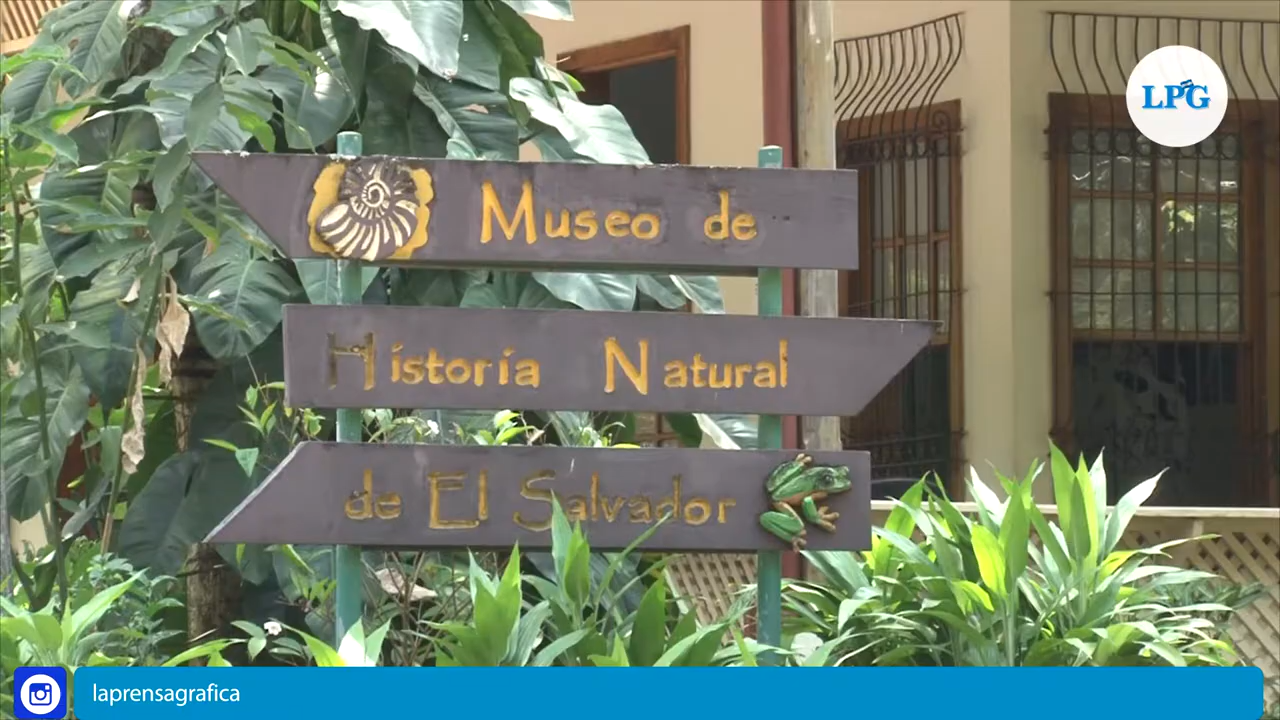 LPG
Museo de
Historia Natural
de El Salvador
laprensagrafica